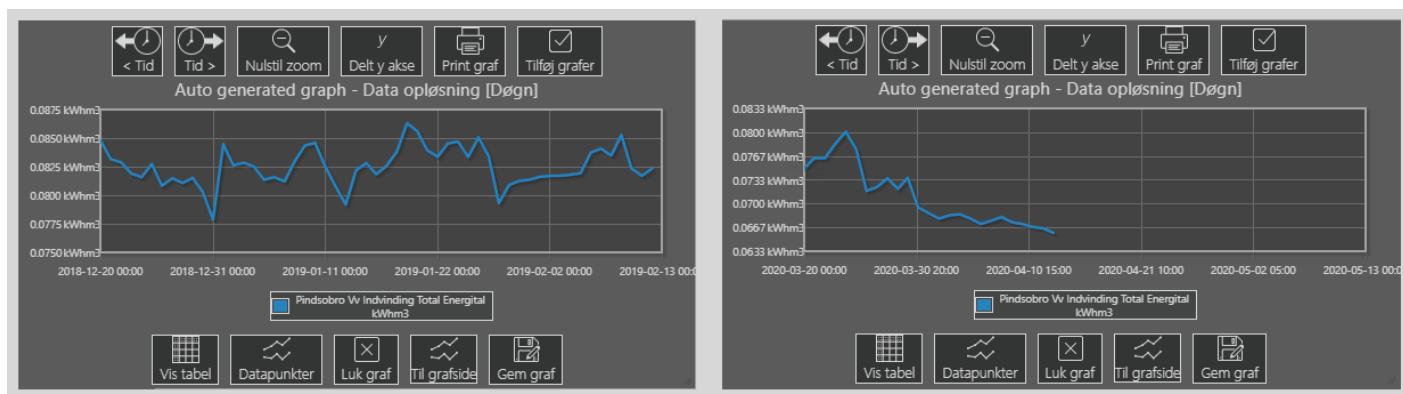 < Tid
Tid >
Nulstil zoom
y
Delt y akse
Print graf
Tilføj grafer
Auto generated graph - Data opløsning [Døgn]
0.0875 kWhm3
0.0850 kWhm3
0.0825 kWhm3
0.0800 kWhm3
0.0775 kWhm3
0.0750 kWhm3
2018-12-20 00:00
2018-12-31 00:00
2019-01-11 00:00
2019-01-22 00:00
2019-02-02 00:00
2019-02-13 00:0
Pindsobro Vv Indvinding Total Energital
kWhm3
Vis tabel
Datapunkter
Luk graf
Til grafside
Gem graf
< Tid
Tid >
Nulstil zoom
y
Delt y akse
Print graf
Tilføj grafer
Auto generated graph - Data opløsning [Døgn]
0.0833 kWhm3
0.0800 kWhm3
0.0767 kWhm3
0.0733 kWhm3
0.0700 kWhm3
0.0667 kWhm3
0.0633 kWhm3
2020-03-20 00:00
2020-03-30 20:00
2020-04-10 15:00
2020-04-21 10:00
2020-05-02 05:00
2020-05-13 00:0
Pindsobro Vv Indvinding Total Energital
kWhm3
Vis tabel
Datapunkter
Luk graf
Til grafside
Gem graf